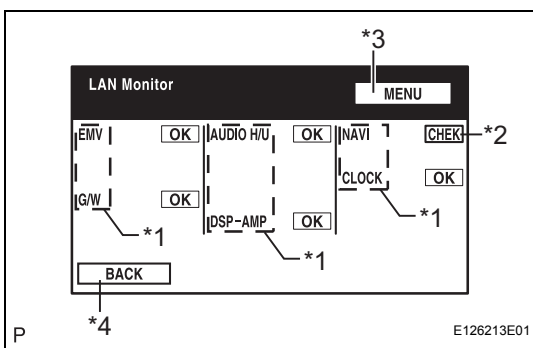 *3
LAN Monitor
MENU
EMV OK AUDIO H/U OK NAVI CHEK *2
CLOCK OK
G/W OK *1
DSP-AMP OK
*1 *1
BACK
*4
P E126213E01